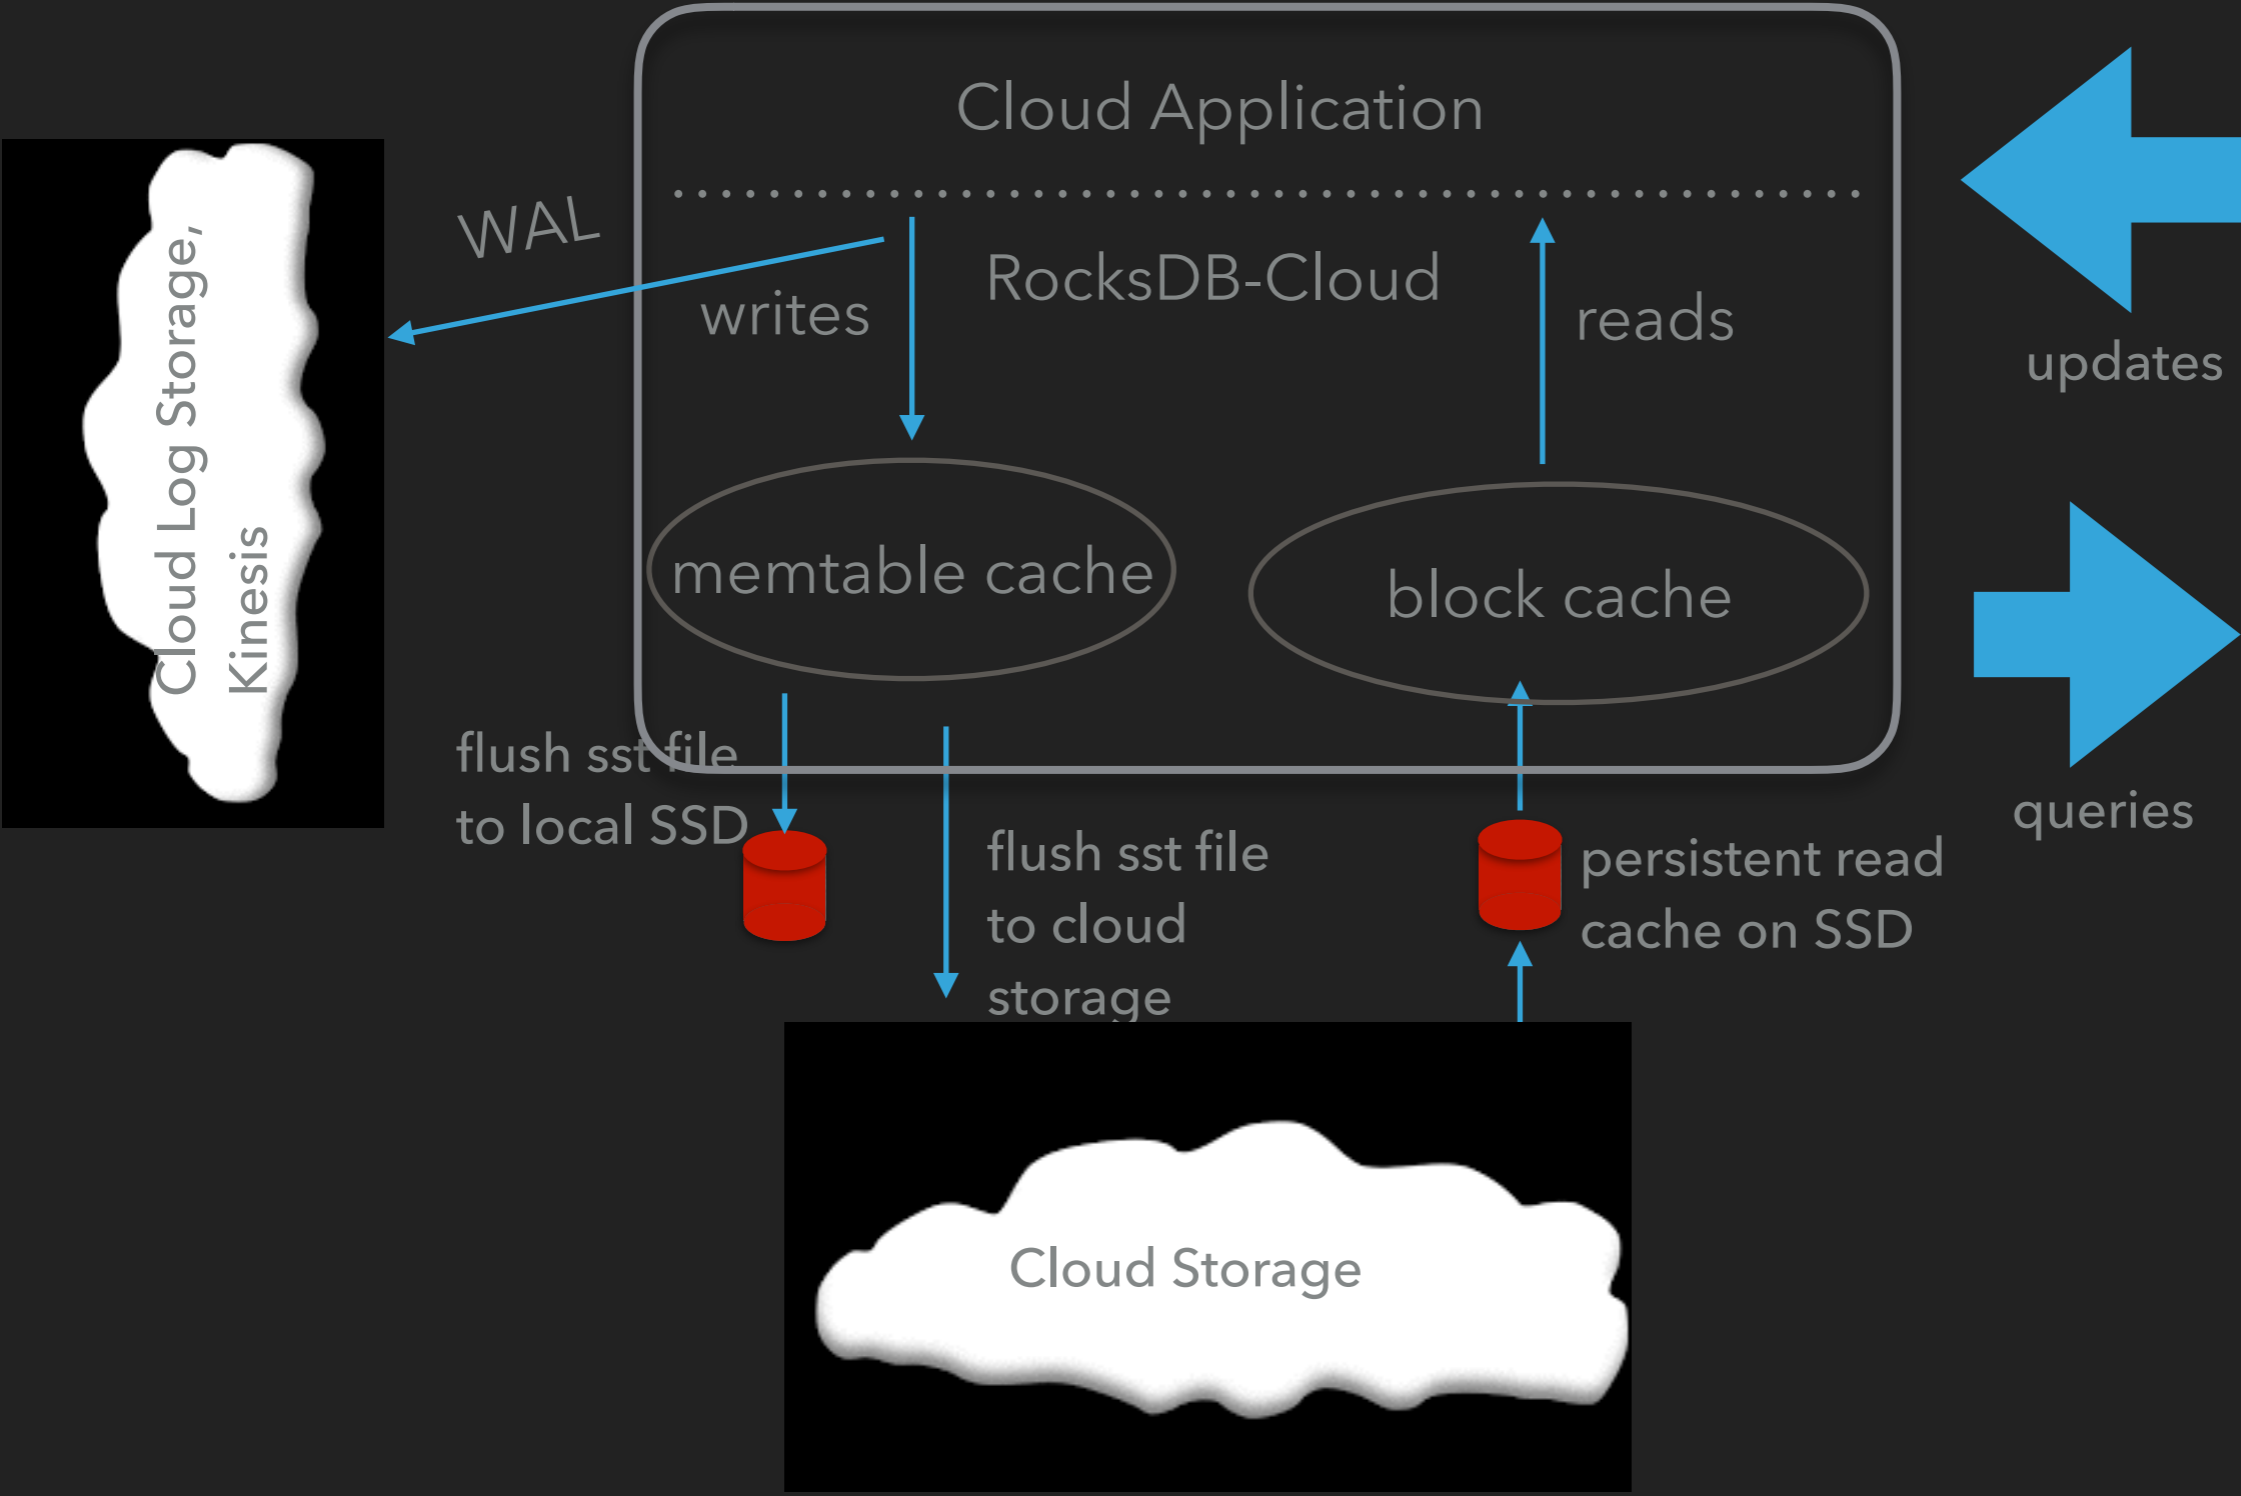 Cloud Application
WAL
writes
RocksDB-Cloud
reads
updates
Cloud Log Storage,
Kinesis
memtable cache
block cache
flush sst file
to local SSD
flush sst file
to cloud
storage
persistent read
cache on SSD
queries
Cloud Storage